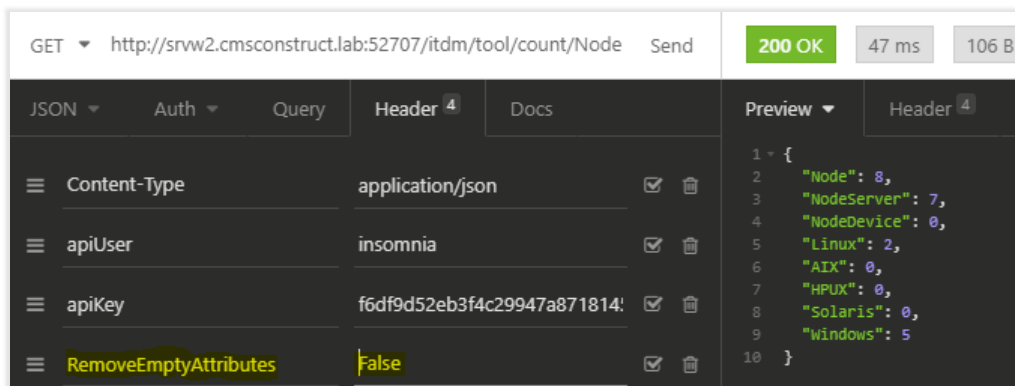 GET http://srvw2.cmsconstruct.lab:52707/itdm/tool/count/Node Send
200 OK 47 ms 106 B
JSON Auth Query Header 4 Docs
Preview Header 4
Content-Type application/json
apiUser insomnia
apiKey f6df9d52eb3f4c29947a8718145
RemoveEmptyAttributes False
1 {
2 "Node": 8,
3 "NodeServer": 7,
4 "NodeDevice": 0,
5 "Linux": 2,
6 "AIX": 0,
7 "HPUX": 0,
8 "Solaris": 0,
9 "Windows": 5
10 }